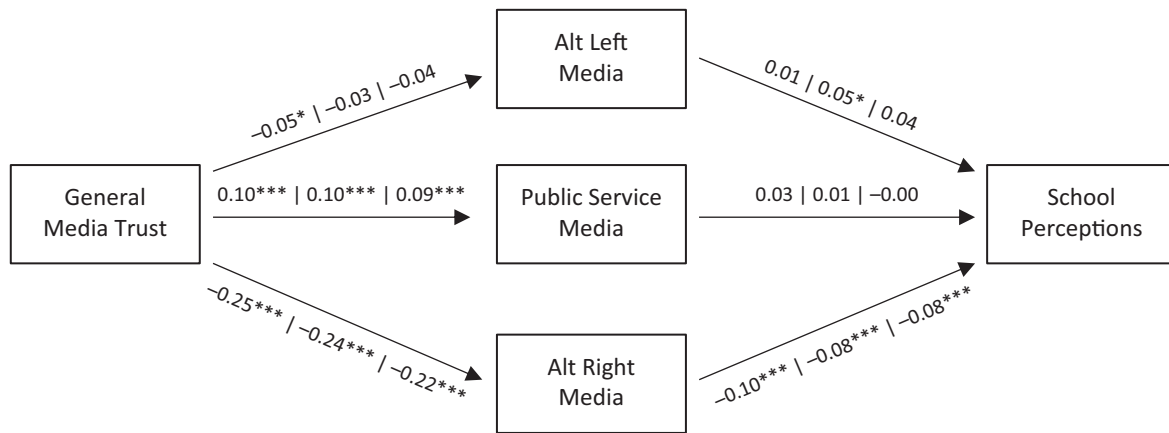 Alt Left
Media
−0.05* | −0.03 | −0.04
0.01 | 0.05* | 0.04
General
Media Trust
0.10*** | 0.10*** | 0.09***
Public Service
Media
0.03 | 0.01 | −0.00
School
Perceptions
−0.25*** | −0.24*** | −0.22***
Alt Right
Media
−0.10*** | −0.08*** | −0.08***